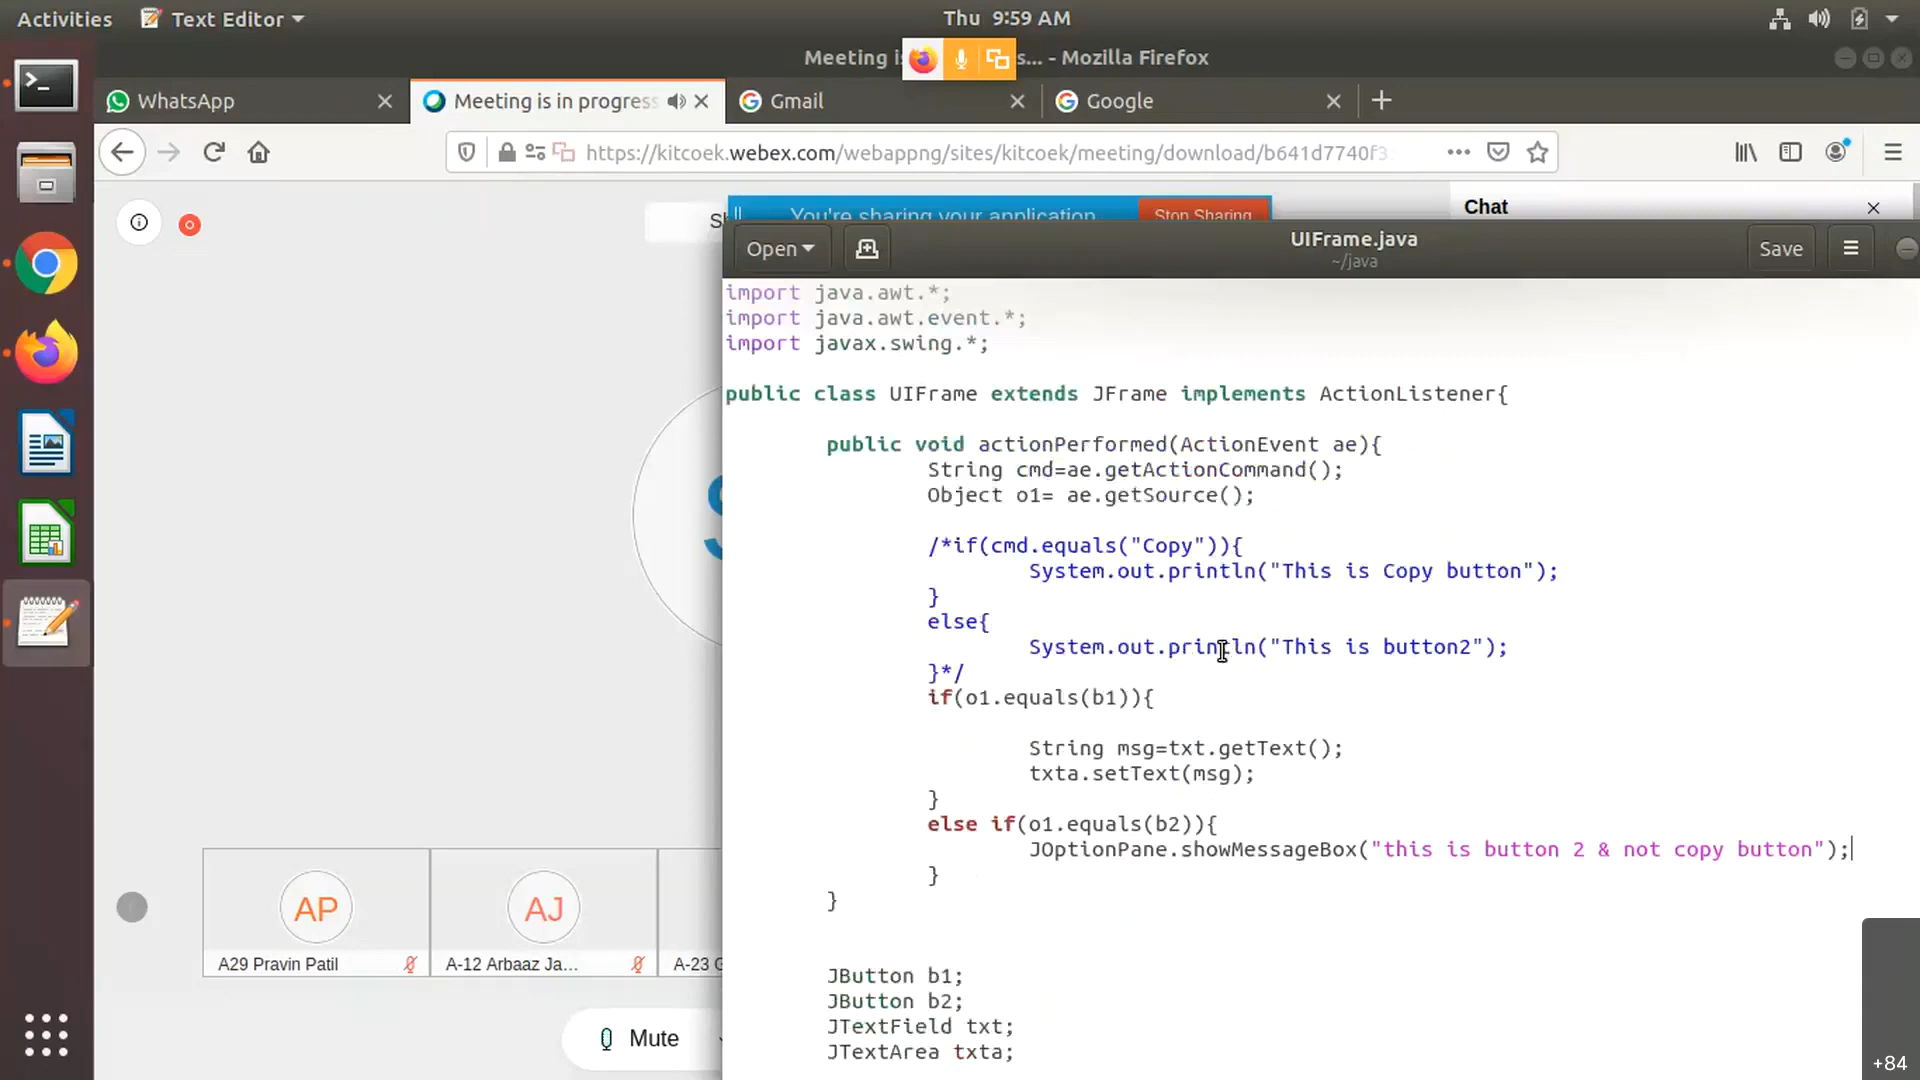 Activities Text Editor Thu 9:59 AM
Meeting i s... - Mozilla Firefox
WhatsApp Meeting is in progress Gmail Google
https://kitcoek.webex.com/webappng/sites/kitcoek/meeting/download/b641d7740f3
You're sharing your application Stop Sharing
Chat
Open UIFrame.java Save
~/java
import java.awt.*;
import java.awt.event.*;
import javax.swing.*;
public class UIFrame extends JFrame implements ActionListener{
public void actionPerformed(ActionEvent ae){
String cmd=ae.getActionCommand();
Object o1= ae.getSource();
/*if(cmd.equals("Copy")){
System.out.println("This is Copy button");
}
else{
System.out.println("This is button2");
}*/
if(o1.equals(b1)){
String msg=txt.getText();
txta.setText(msg);
}
else if(o1.equals(b2)){
JOptionPane.showMessageBox("this is button 2 & not copy button");
}
}
JButton b1;
JButton b2;
JTextField txt;
JTextArea txta;
AP AJ
A29 Pravin Patil A-12 Arbaaz Ja... A-23
Mute
+84